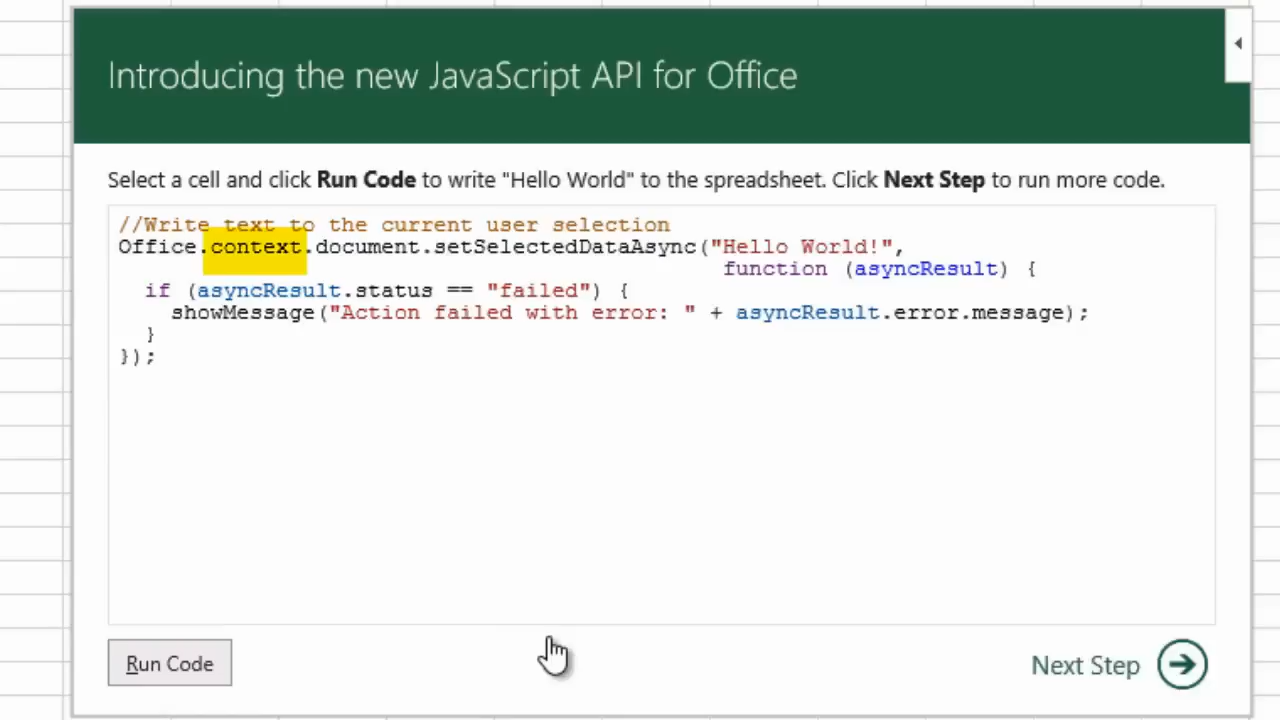 Introducing the new JavaScript API for Office
Select a cell and click Run Code to write "Hello World" to the spreadsheet. Click Next Step to run more code.
//Write text to the current user selection
Office.context.document.setSelectedDataAsync("Hello World!",
function (asyncResult) {
if (asyncResult.status == "failed") {
showMessage("Action failed with error: " + asyncResult.error.message);
}
});
Run Code
Next Step